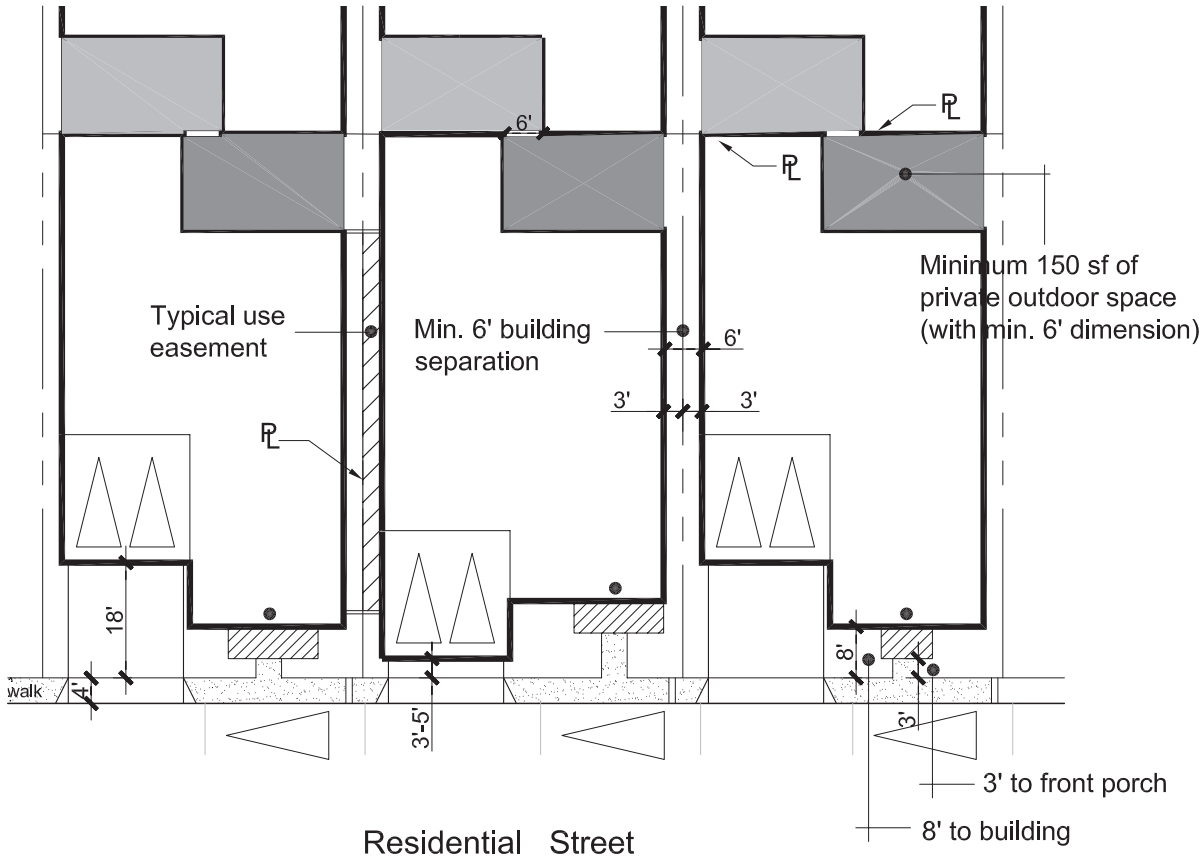 6'
PL
PL
Minimum 150 sf of
private outdoor space
(with min. 6' dimension)
Typical use
easement
Min. 6' building
separation
6'
3' 3'
PL
18'
8'
walk
4'
3'-5'
3'
3' to front porch
8' to building
Residential Street